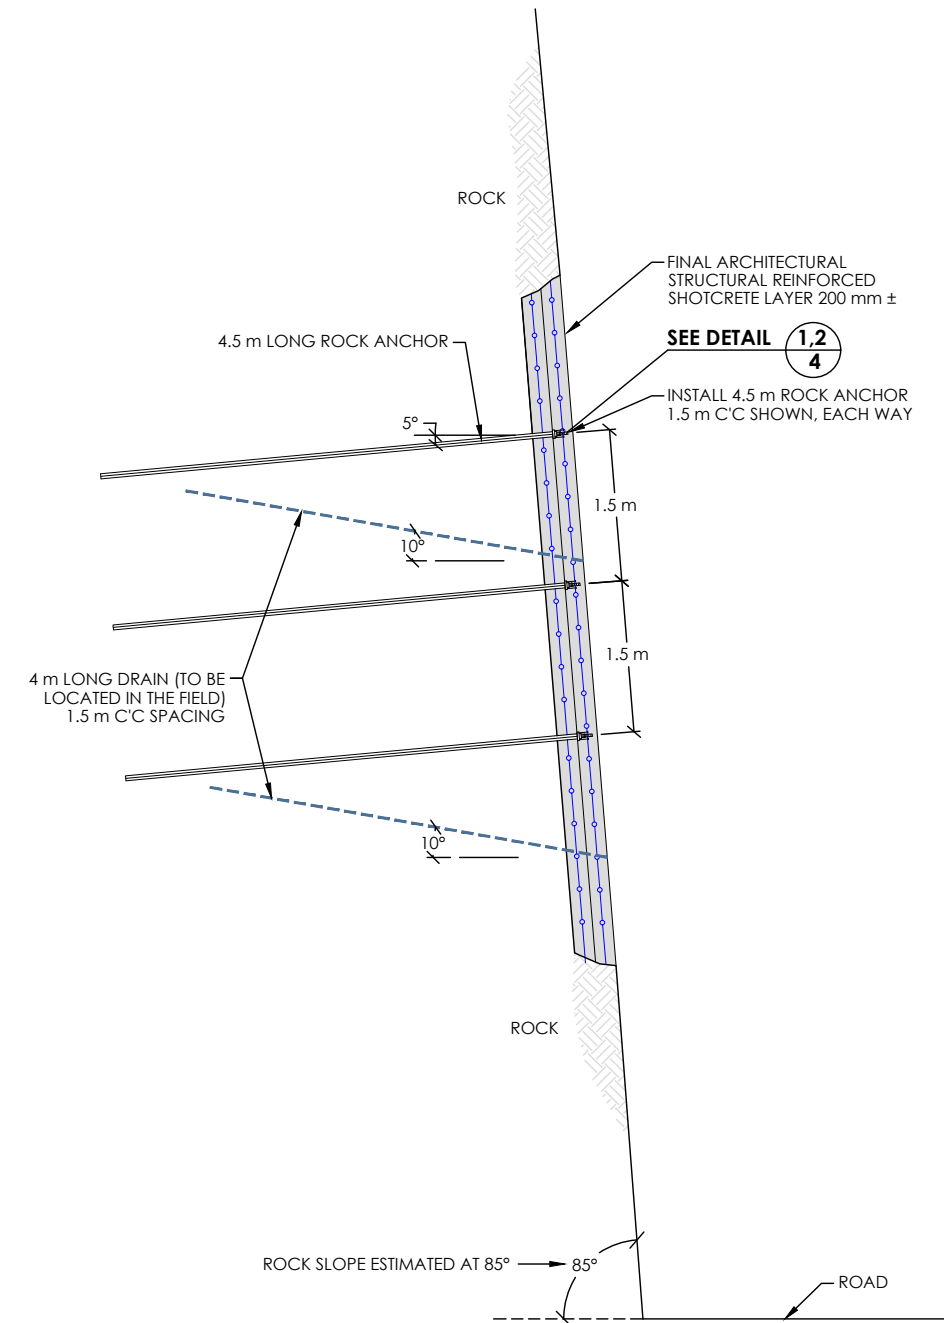 ROCK
FINAL ARCHITECTURAL
STRUCTURAL REINFORCED
SHOTCRETE LAYER 200 mm ±
SEE DETAIL 1,2
4
4.5 m LONG ROCK ANCHOR
INSTALL 4.5 m ROCK ANCHOR
1.5 m C'C SHOWN, EACH WAY
5°
1.5 m
10°
1.5 m
4 m LONG DRAIN (TO BE
LOCATED IN THE FIELD)
1.5 m C'C SPACING
10°
ROCK
ROCK SLOPE ESTIMATED AT 85°
85°
ROAD